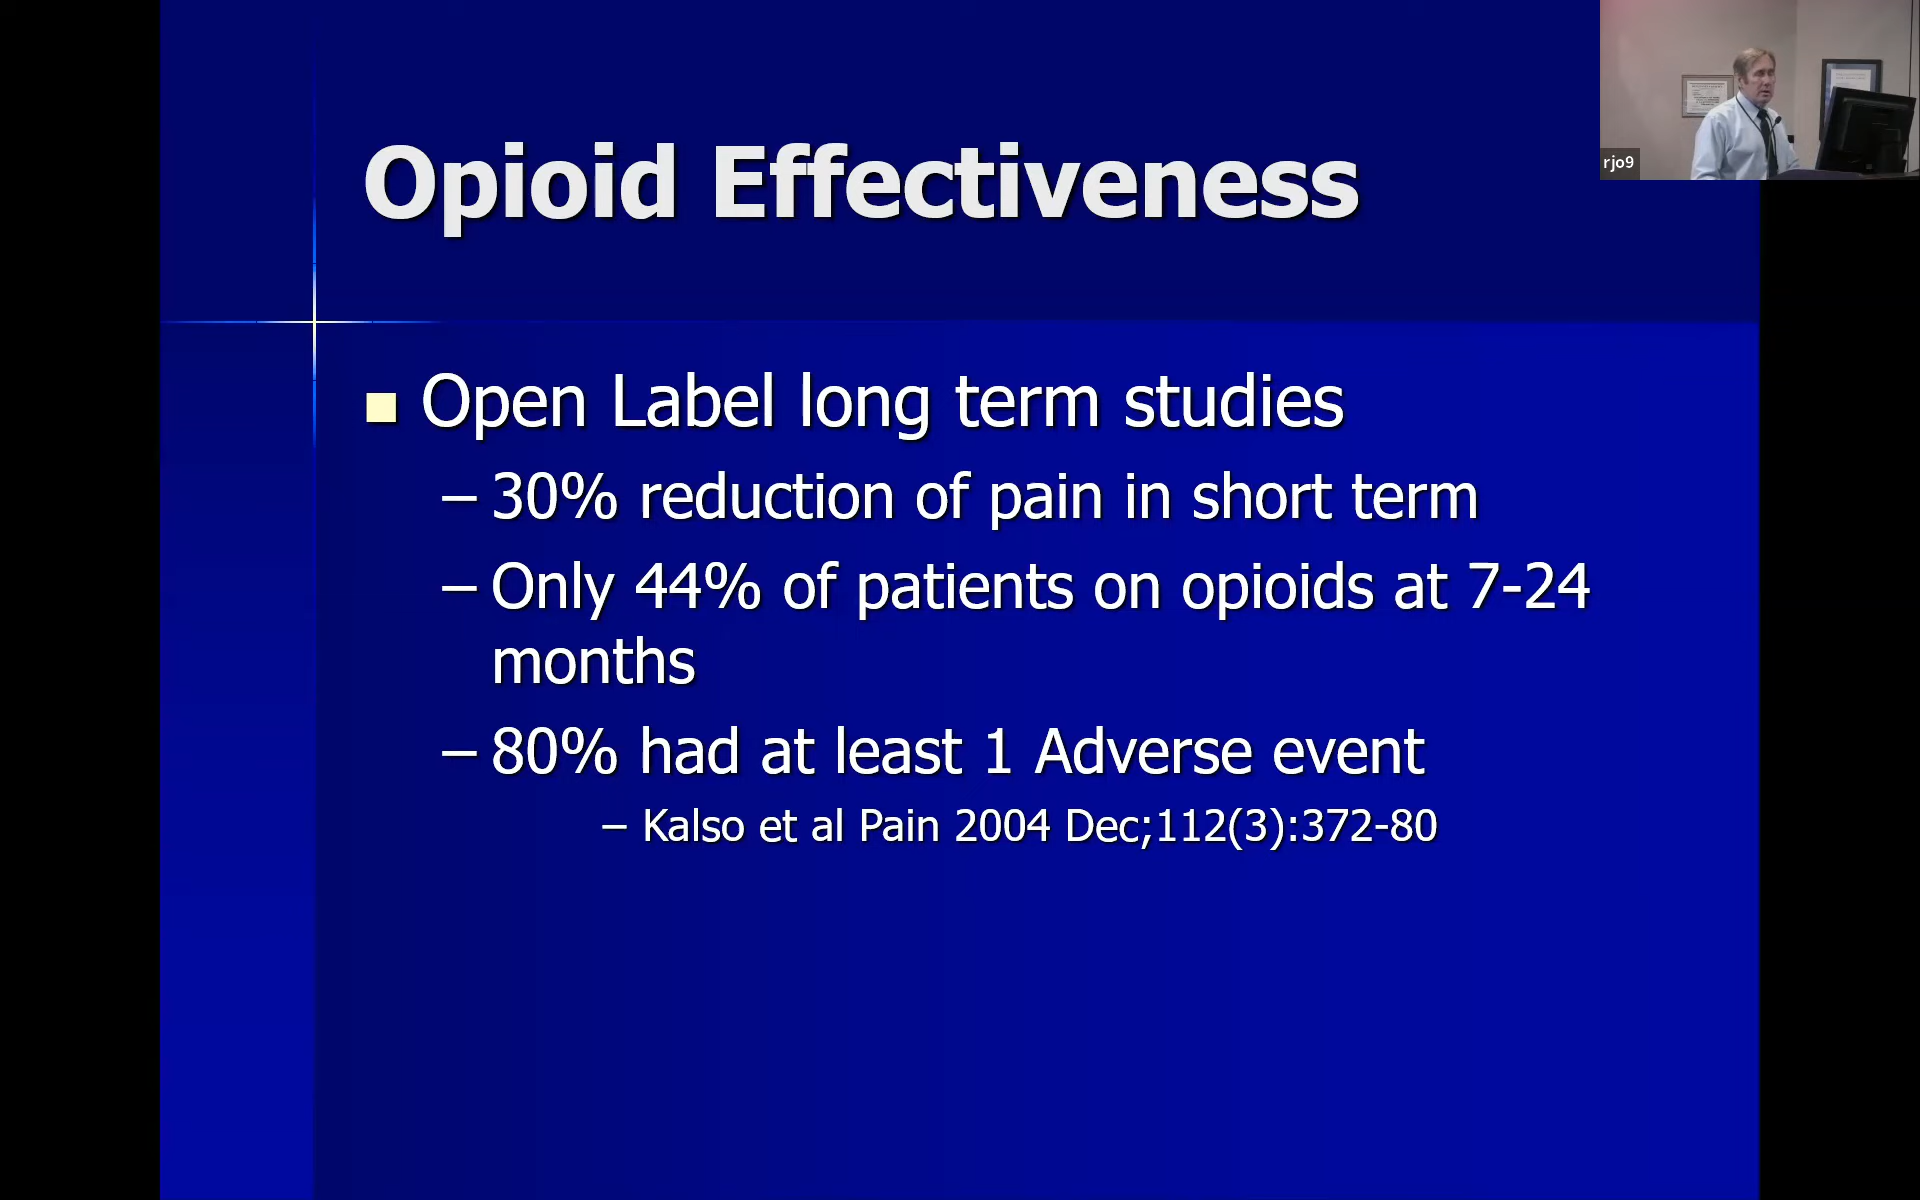 Opioid Effectiveness
Open Label long term studies
– 30% reduction of pain in short term
– Only 44% of patients on opioids at 7-24
months
– 80% had at least 1 Adverse event
– Kalso et al Pain 2004 Dec;112(3):372-80
rjo9